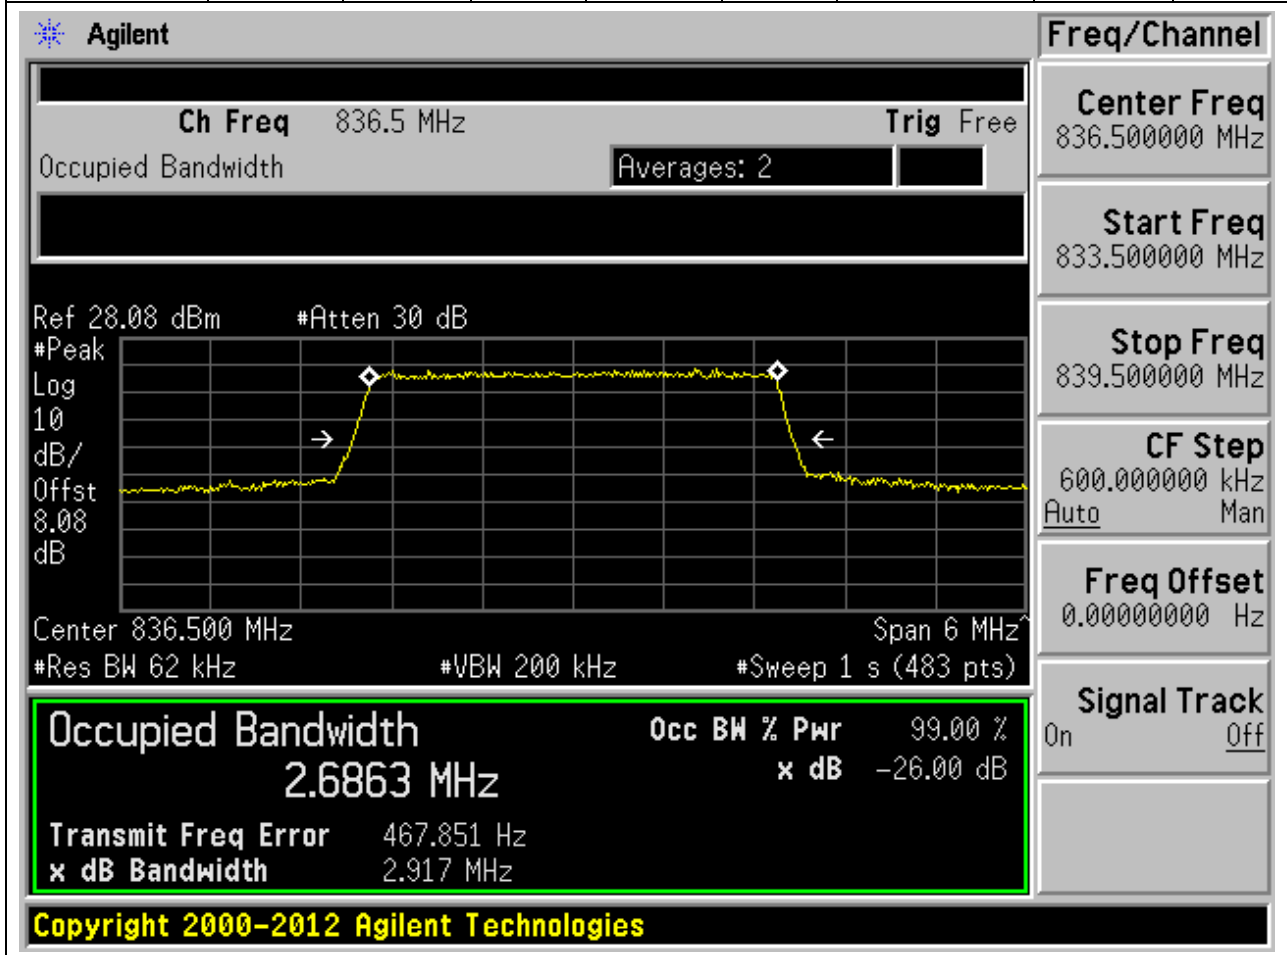 Agilent
Freq/Channel
Ch Freq 836.5 MHz Trig Free
Occupied Bandwidth Averages: 2
Ref 28.08 dBm #Atten 30 dB
#Peak
Log
10
dB/
Offst
8.08
dB
Center 836.500 MHz Span 6 MHz^
#Res BW 62 kHz #VBW 200 kHz #Sweep 1 s (483 pts)
Occupied Bandwidth
2.6863 MHz
Occ BW % Pwr 99.00 %
x dB -26.00 dB
Transmit Freq Error 467.851 Hz
x dB Bandwidth 2.917 MHz
Center Freq
836.500000 MHz
Start Freq
833.500000 MHz
Stop Freq
839.500000 MHz
CF Step
600.000000 kHz
Auto Man
Freq Offset
0.00000000 Hz
Signal Track
On Off
Copyright 2000-2012 Agilent Technologies